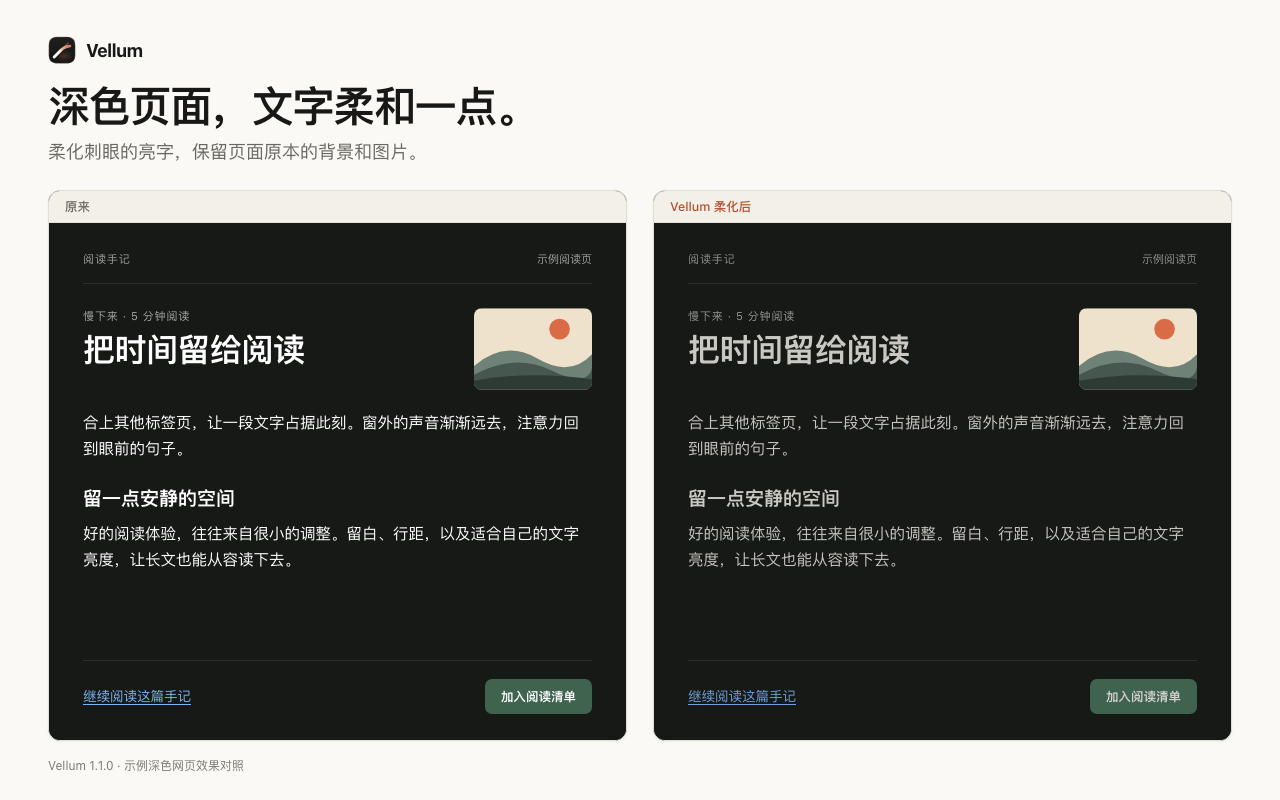 Vellum
深色页面，文字柔和一点。
柔化刺眼的亮字，保留页面原本的背景和图片。
原来
阅读手记
示例阅读页
慢下来 · 5 分钟阅读
把时间留给阅读
合上其他标签页，让一段文字占据此刻。窗外的声音渐渐远去，注意力回
到眼前的句子。
留一点安静的空间
好的阅读体验，往往来自很小的调整。留白、行距，以及适合自己的文字
亮度，让长文也能从容读下去。
继续阅读这篇手记
加入阅读清单
Vellum 柔化后
阅读手记
示例阅读页
慢下来 · 5 分钟阅读
把时间留给阅读
合上其他标签页，让一段文字占据此刻。窗外的声音渐渐远去，注意力回
到眼前的句子。
留一点安静的空间
好的阅读体验，往往来自很小的调整。留白、行距，以及适合自己的文字
亮度，让长文也能从容读下去。
继续阅读这篇手记
加入阅读清单
Vellum 1.1.0 · 示例深色网页效果对照